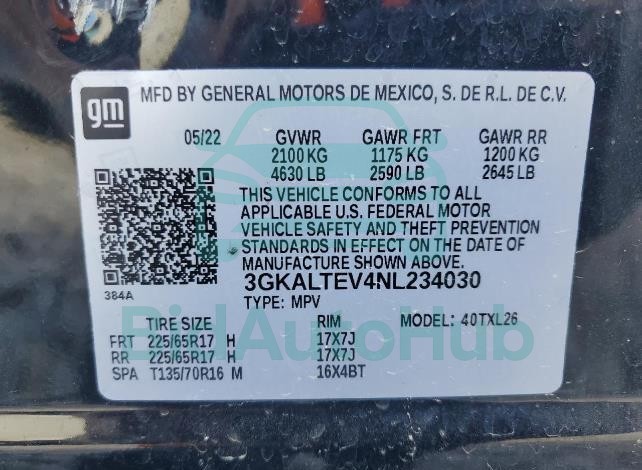 gm MFD BY GENERAL MOTORS DE MEXICO, S. DE R.L. DE C.V.
05/22 GVWR GAWR FRT GAWR RR
2100 KG 1175 KG 1200 KG
4630 LB 2590 LB 2645 LB
THIS VEHICLE CONFORMS TO ALL
APPLICABLE U.S. FEDERAL MOTOR
VEHICLE SAFETY AND THEFT PREVENTION
STANDARDS IN EFFECT ON THE DATE OF
MANUFACTURE SHOWN ABOVE.
384A
3GKALTEV4NL234030
TYPE: MPV
TIRE SIZE RIM MODEL: 40TXL26
FRT 225/65R17 H 17X7J
RR 225/65R17 H 17X7J
SPA T135/70R16 M 16X4BT
BidAutoHub